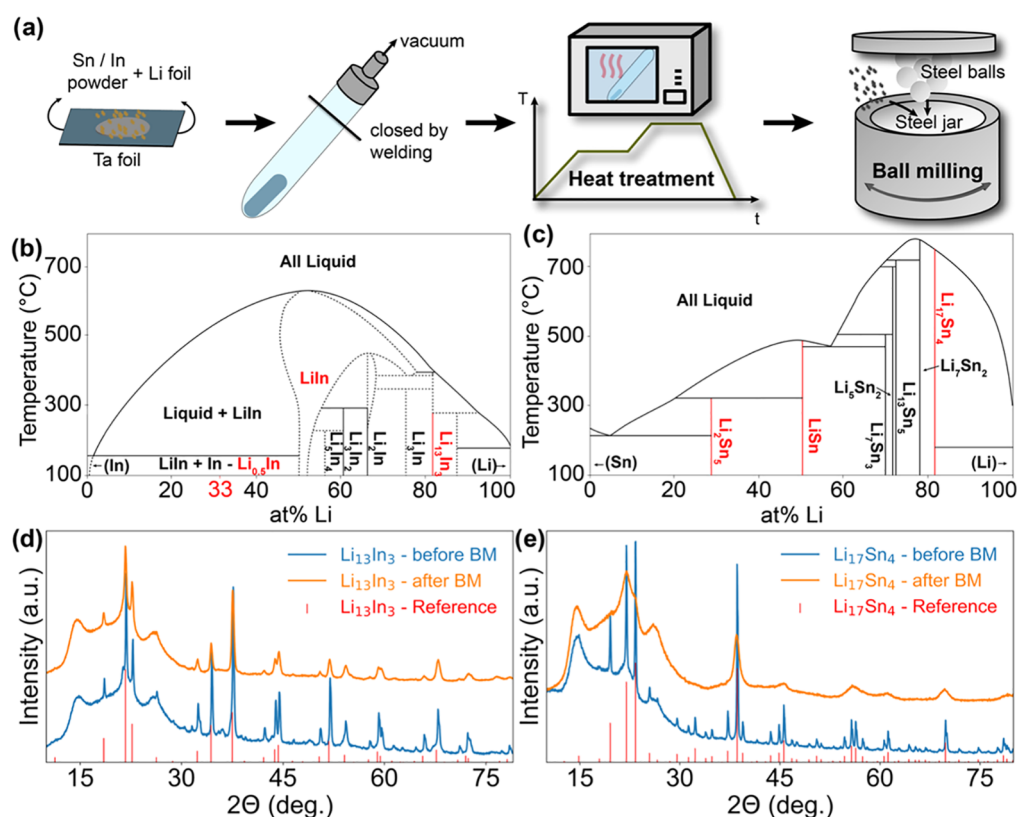 (a)
Sn / In
powder
+ Li foil
Ta foil
vacuum
closed by
welding
T
Heat treatment
t
Steel balls
Steel jar
Ball milling
(b)
Temperature (°C)
700
500
300
100
All Liquid
LiIn
Liquid + LiIn
LiIn + In - Li0.5In
←(In)
Li5In4
Li3In2
Li2In
Li3In
Li13In3
(Li)→
0
20
33
40
60
80
100
at% Li
(c)
Temperature (°C)
700
500
300
100
All Liquid
Li17Sn4
Li7Sn2
Li5Sn2
Li13Sn5
Li2Sn5
LiSn
Li7Sn3
←(Sn)
(Li)→
0
20
40
60
80
100
at% Li
(d)
Intensity (a.u.)
Li13In3 - before BM
Li13In3 - after BM
Li13In3 - Reference
15
30
45
60
75
2Θ (deg.)
(e)
Intensity (a.u.)
Li17Sn4 - before BM
Li17Sn4 - after BM
Li17Sn4 - Reference
15
30
45
60
75
2Θ (deg.)